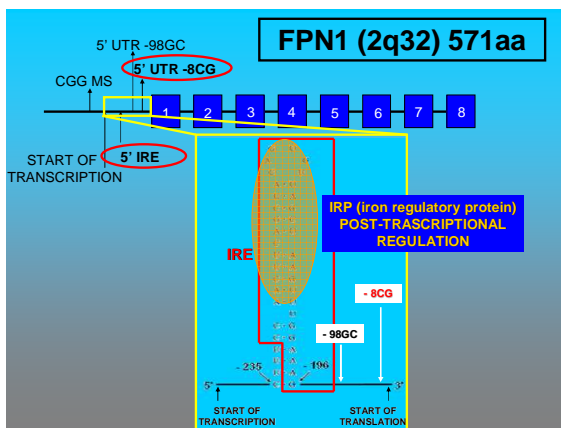 FPN1 (2q32) 571aa
5' UTR -98GC
5' UTR -8CG
CGG MS
1 2 3 4 5 6 7 8
START OF
TRANSCRIPTION
5' IRE
IRP (iron regulatory protein)
POST-TRASCRIPTIONAL
REGULATION
IRE
- 8CG
- 98GC
- 235
- 196
5'
3'
START OF
TRANSCRIPTION
START OF
TRANSLATION